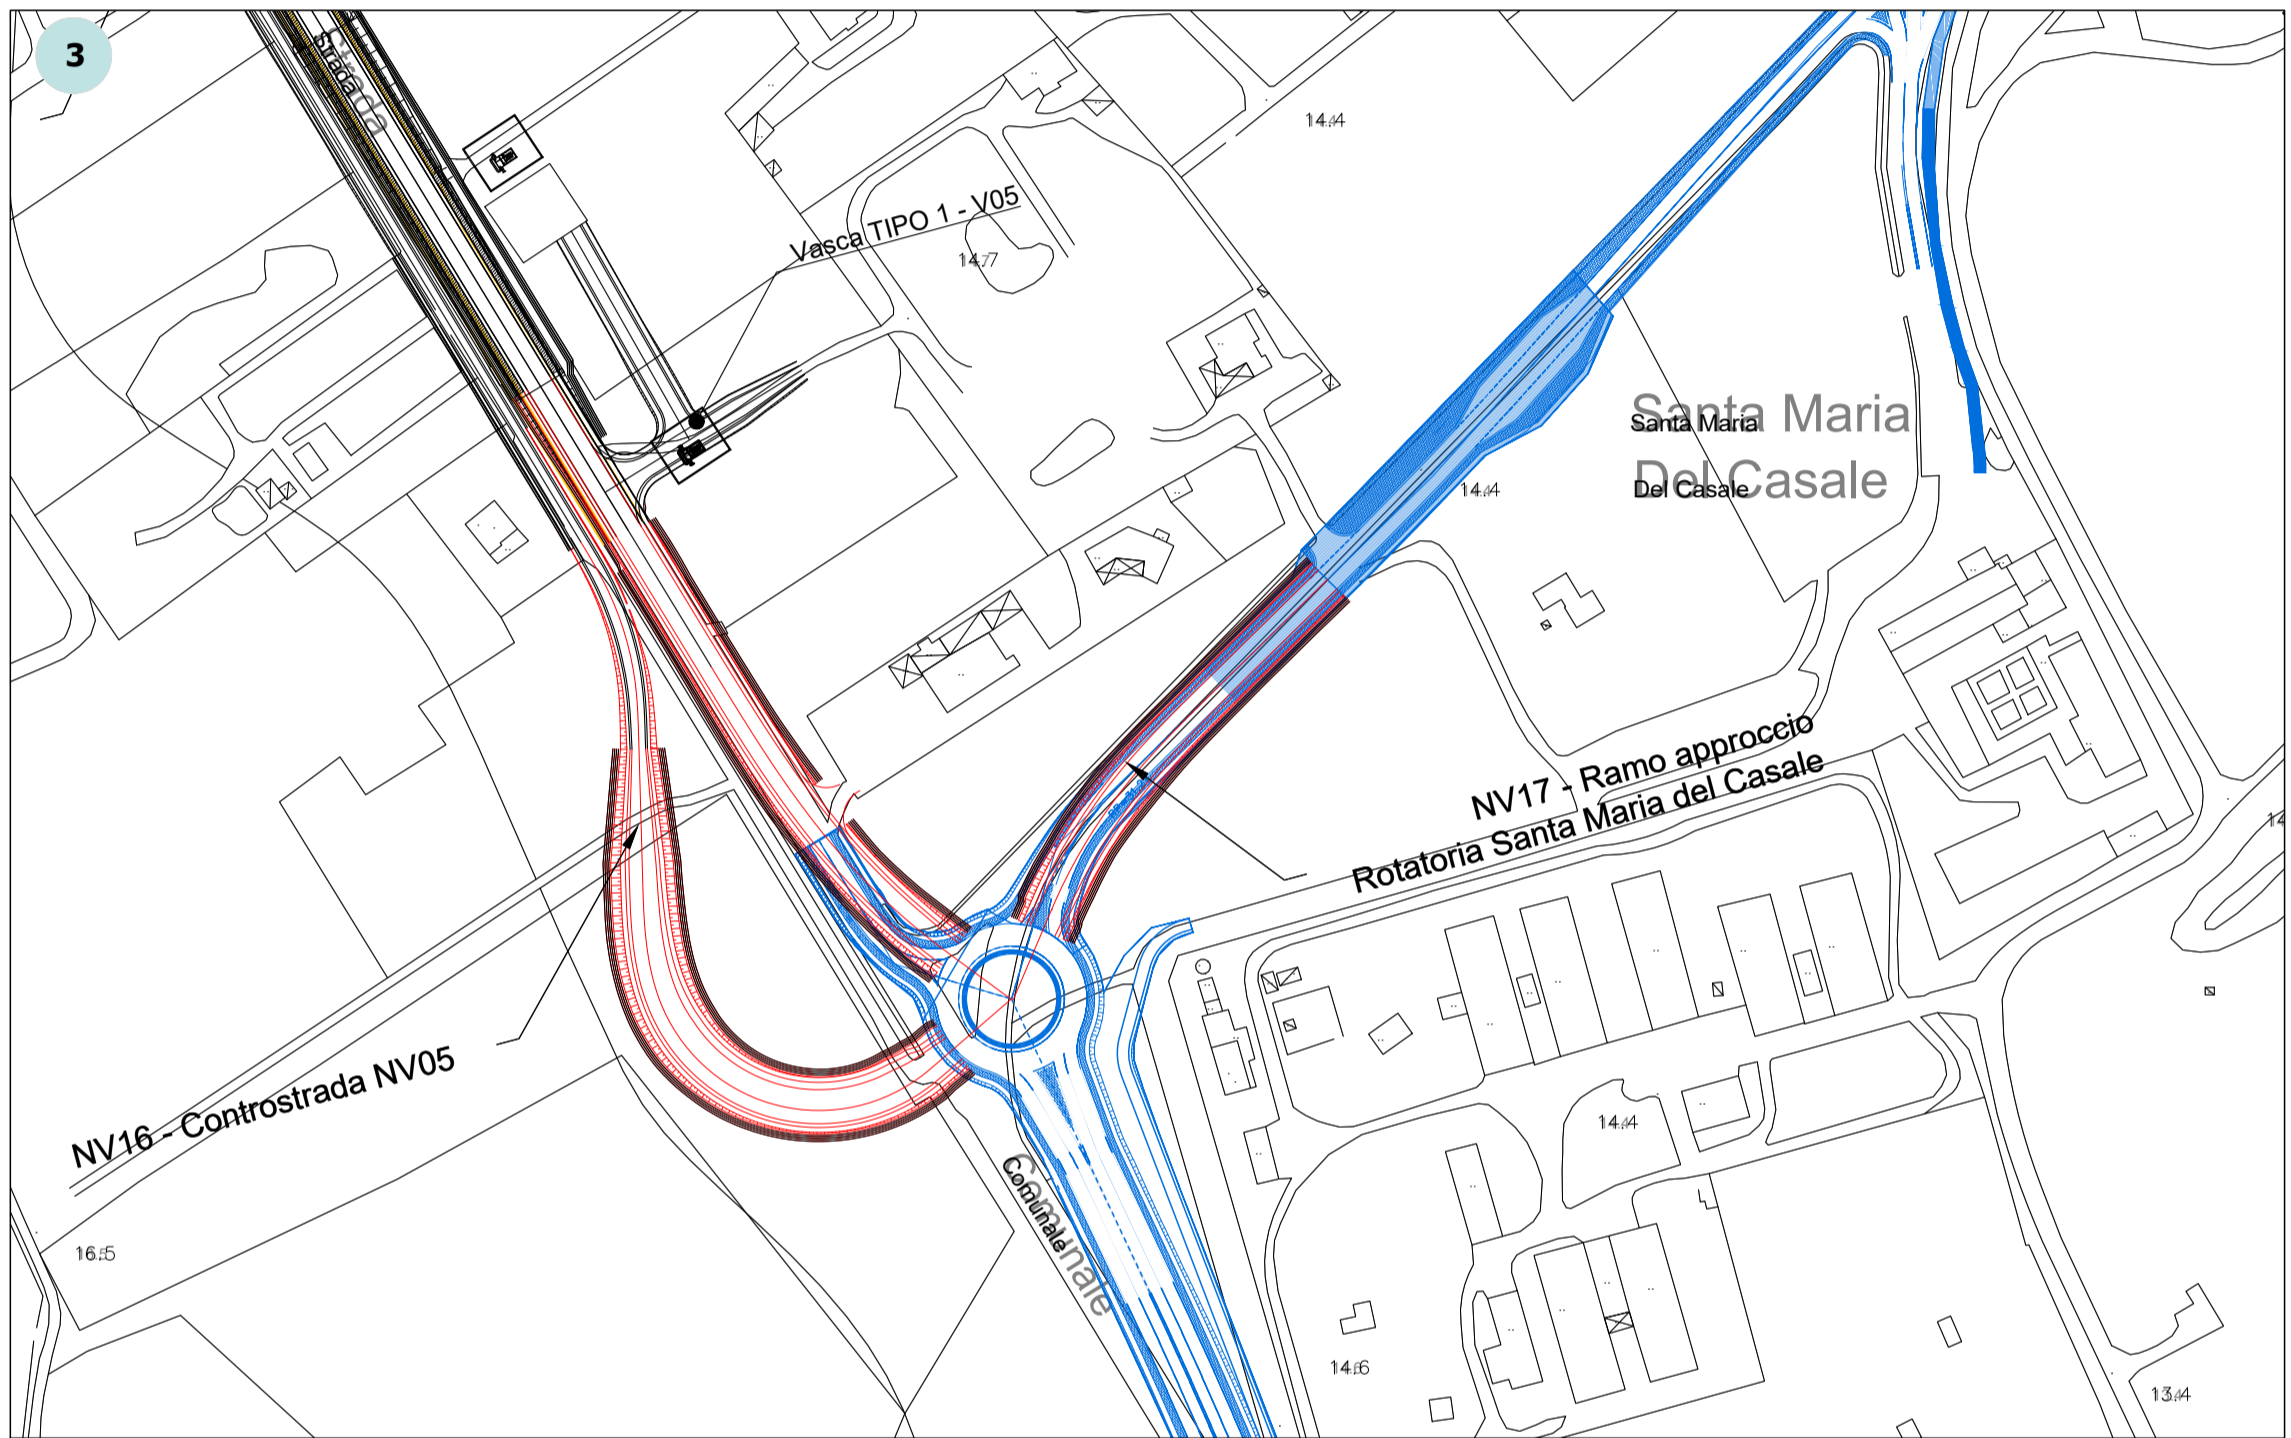 3
Strada
Strada
14.4
Vasca TIPO 1 - V05
14.7
Santa Maria
Santa Maria
Del Casale
Del Casale
14.4
NV17 - Ramo approccio
Rotatoria Santa Maria del Casale
NV16 - Controstrada NV05
14.4
Comunale
Comunale
16.5
14.6
13.4